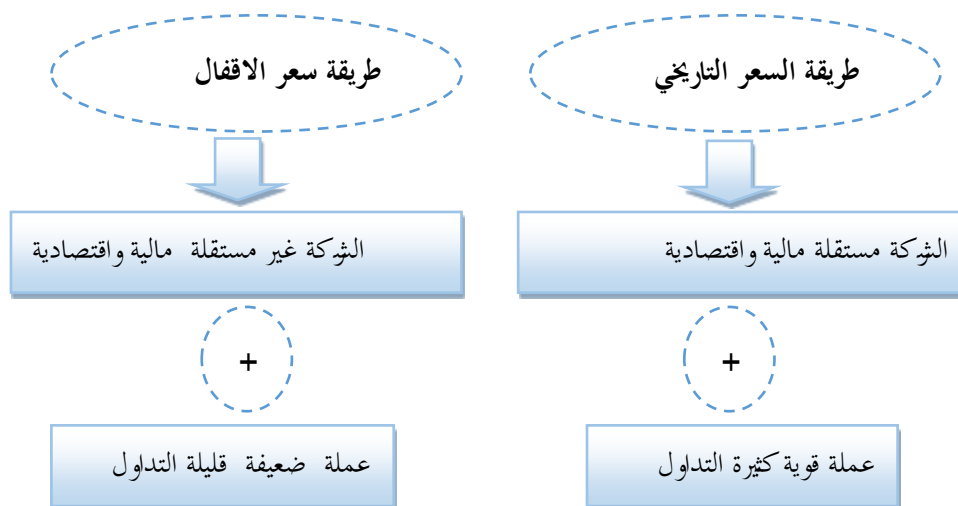 طريقة السعر التاريخي
طريقة سعر الاقفال
الشركة مستقلة مالية واقتصادية
الشركة غير مستقلة مالية واقتصادية
+
+
عملة قوية كثيرة التداول
عملة ضعيفة قليلة التداول